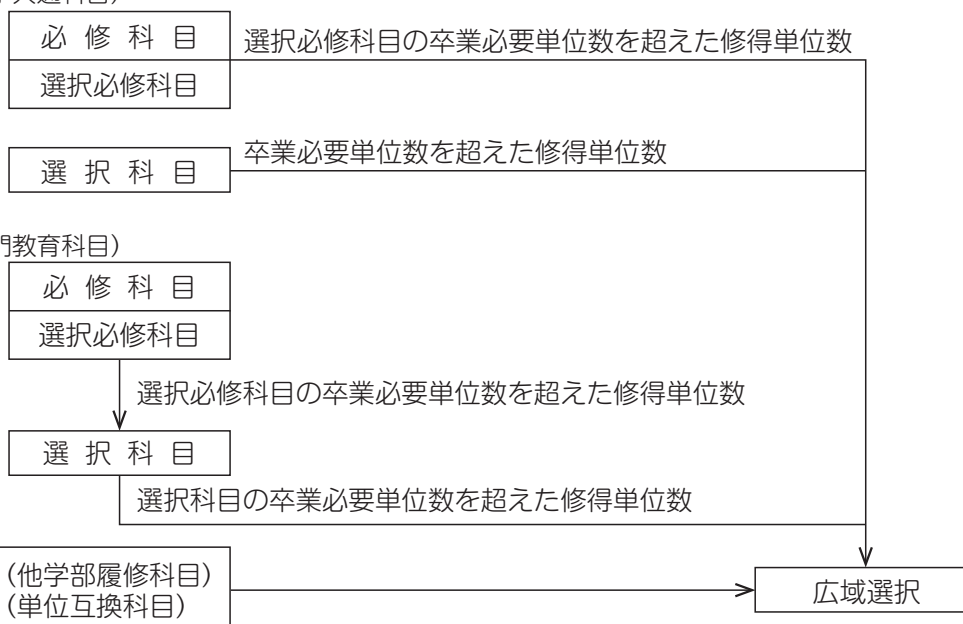 必修科目
選択必修科目の卒業必要単位数を超えた修得単位数
選択必修科目
卒業必要単位数を超えた修得単位数
選択科目
門教育科目)
必修科目
選択必修科目
選択必修科目の卒業必要単位数を超えた修得単位数
選択科目
選択科目の卒業必要単位数を超えた修得単位数
(他学部履修科目)
(単位互換科目)
広域選択